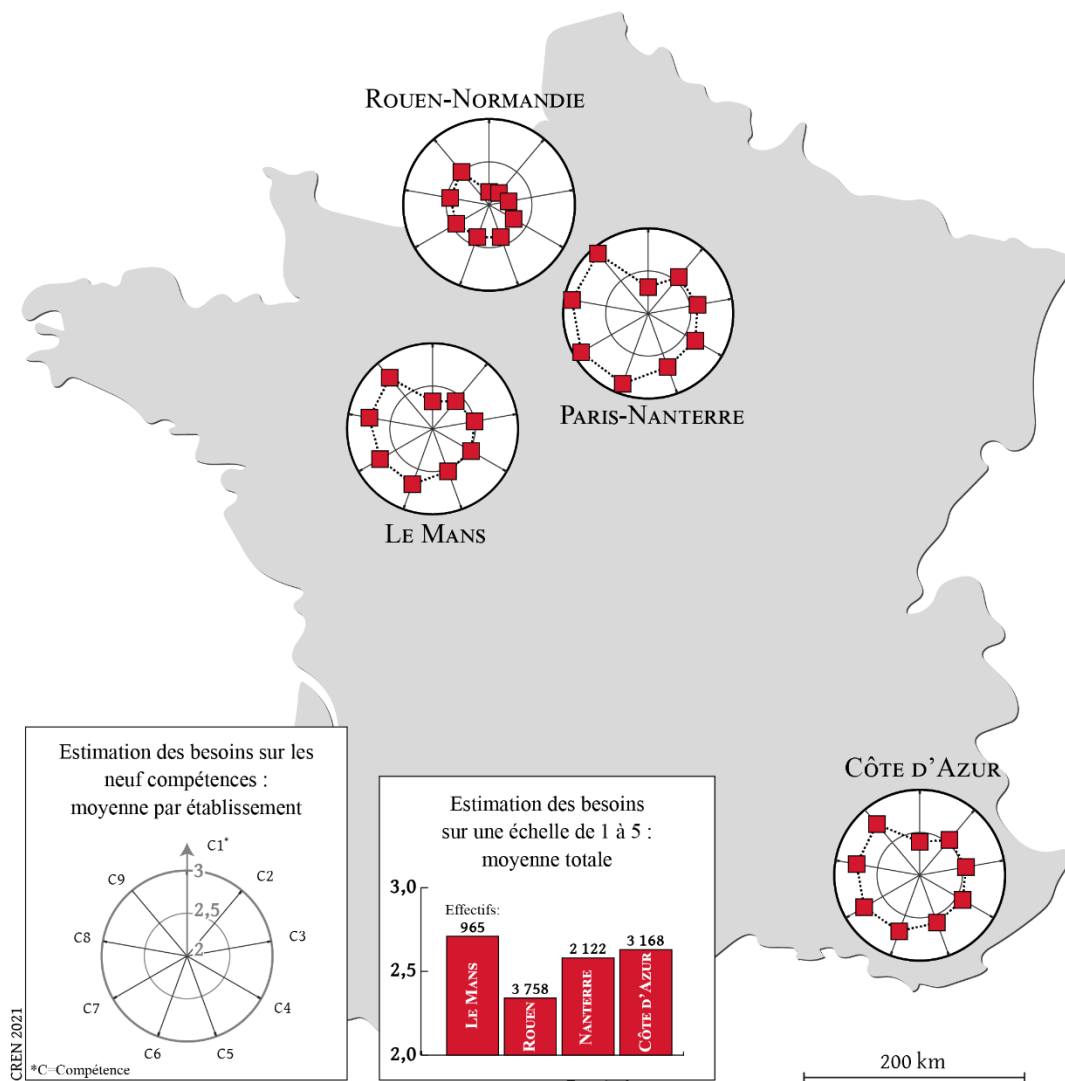 ROUEN-NORMANDIE
PARIS-NANTERRE
LE MANS
CÔTE D'AZUR
Estimation des besoins sur les
neuf compétences :
moyenne par établissement
C1*
C2
C3
C4
C5
C6
C7
C8
C9
3
2,5
2
*C=Compétence
CREN 2021
Estimation des besoins
sur une échelle de 1 à 5 :
moyenne totale
3,0
2,5
2,0
Effectifs:
965
3 758
2 122
3 168
LE MANS
ROUEN
NANTERRE
CÔTE D'AZUR
200 km